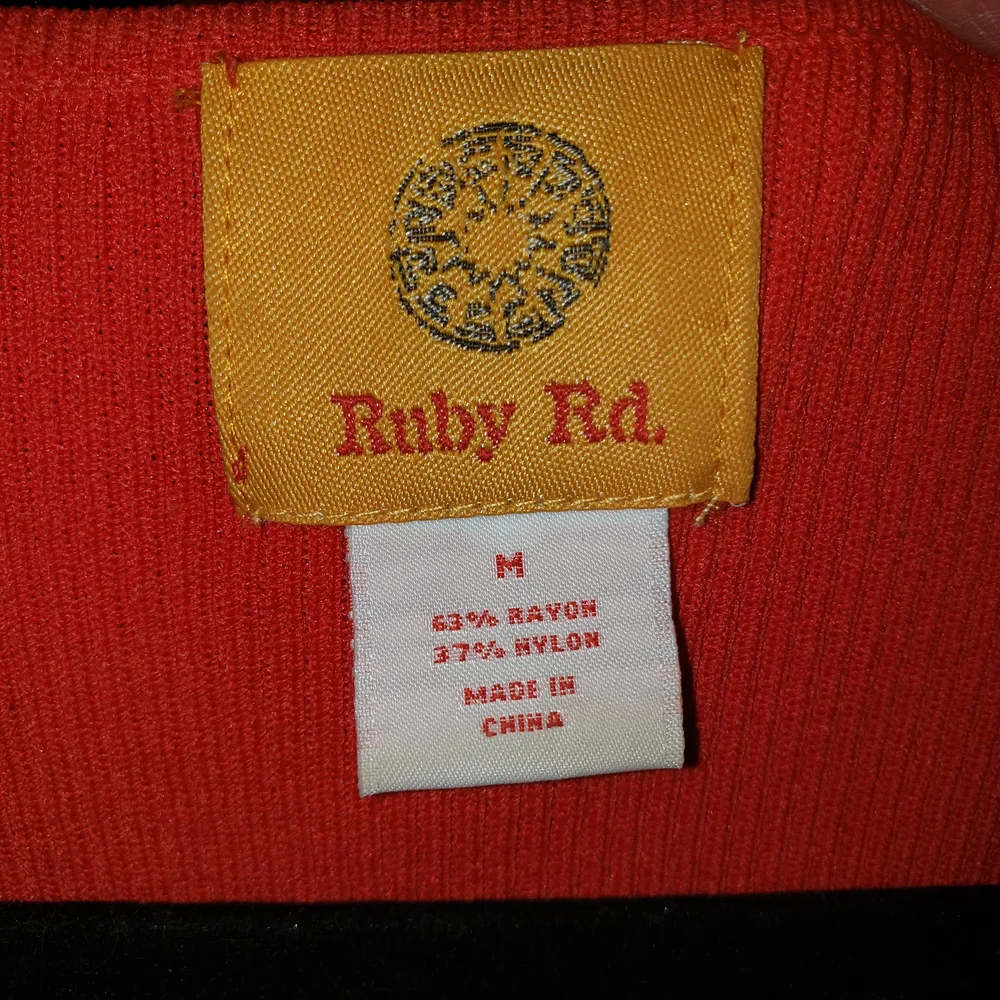 Ruby Rd.
M
63% RAYON
37% NYLON
MADE IN
CHINA